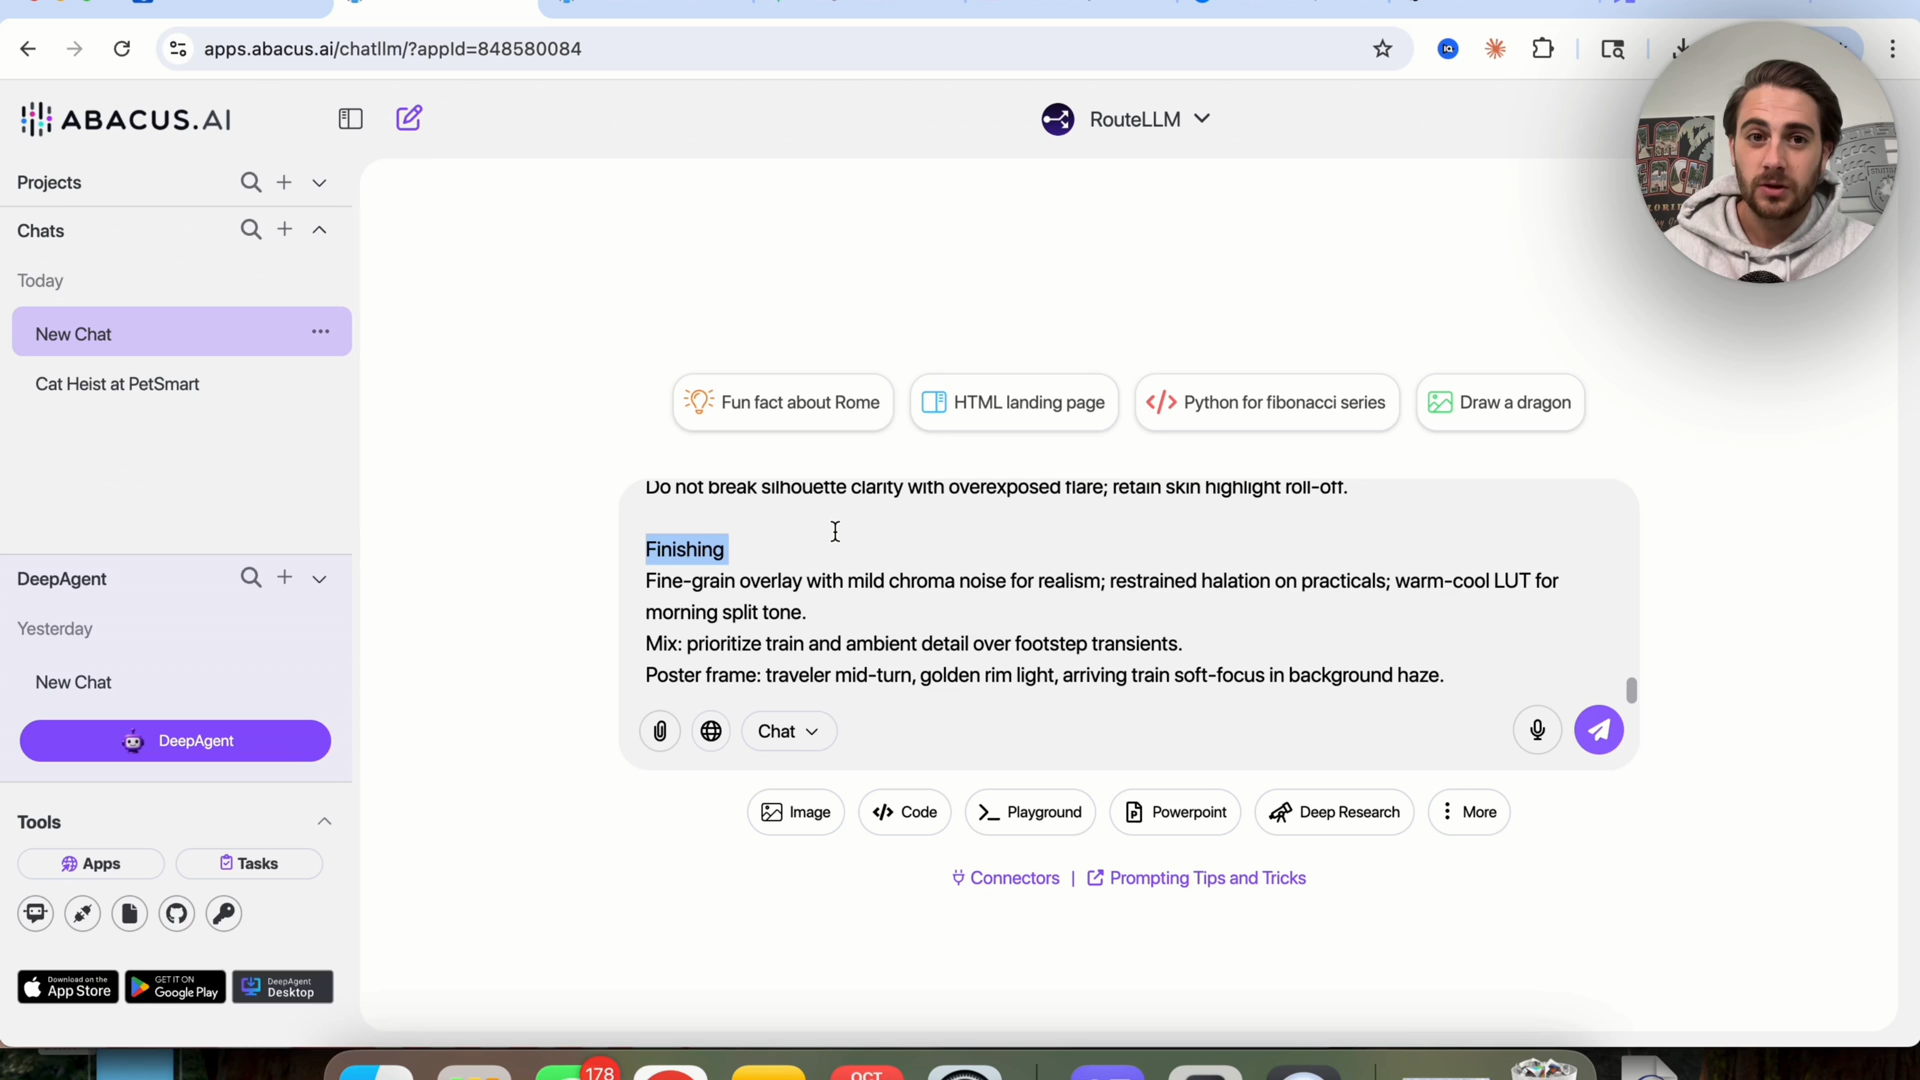 apps.abacus.ai/chatllm/?appId=848580084
ABACUS.AI
RouteLLM
Projects
Chats
Today
New Chat
Cat Heist at PetSmart
Fun fact about Rome
HTML landing page
Python for fibonacci series
Draw a dragon
Do not break silhouette clarity with overexposed flare; retain skin highlight roll-off.
Finishing
Fine-grain overlay with mild chroma noise for realism; restrained halation on practicals; warm-cool LUT for
morning split tone.
Mix: prioritize train and ambient detail over footstep transients.
Poster frame: traveler mid-turn, golden rim light, arriving train soft-focus in background haze.
Chat
DeepAgent
Yesterday
New Chat
DeepAgent
Image
Code
Playground
Powerpoint
Deep Research
More
Connectors | Prompting Tips and Tricks
Tools
Apps
Tasks
Download on the
App Store
GET IT ON
Google Play
DeepAgent
Desktop
178
OCT